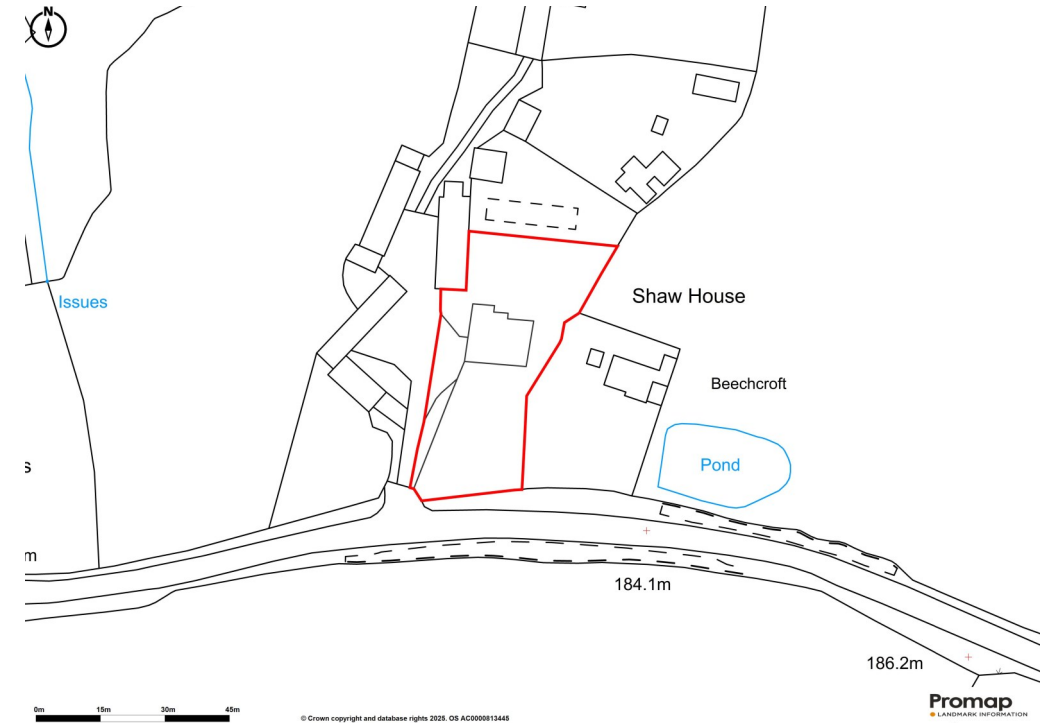 N
Issues
Shaw House
Beechcroft
Pond
s
m
184.1m
186.2m
0m 15m 30m 45m
© Crown copyright and database rights 2025. OS AC0000813445
Promap
LANDMARK INFORMATION